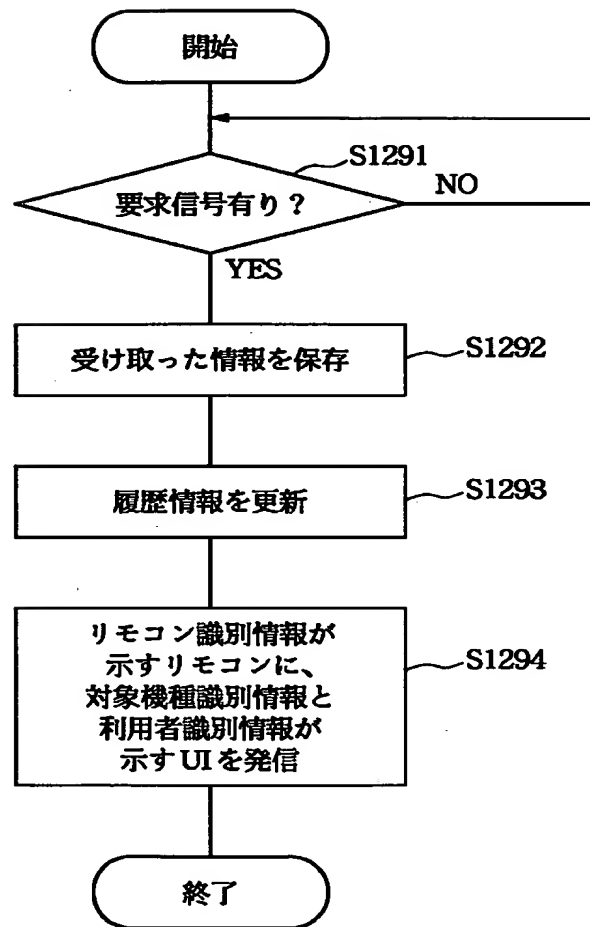 開始
S1291
要求信号有り?
NO
YES
受け取った情報を保存
S1292
履歴情報を更新
S1293
リモコン識別情報が
示すリモコンに、
対象機種識別情報と
利用者識別情報が
示すUIを発信
S1294
終了